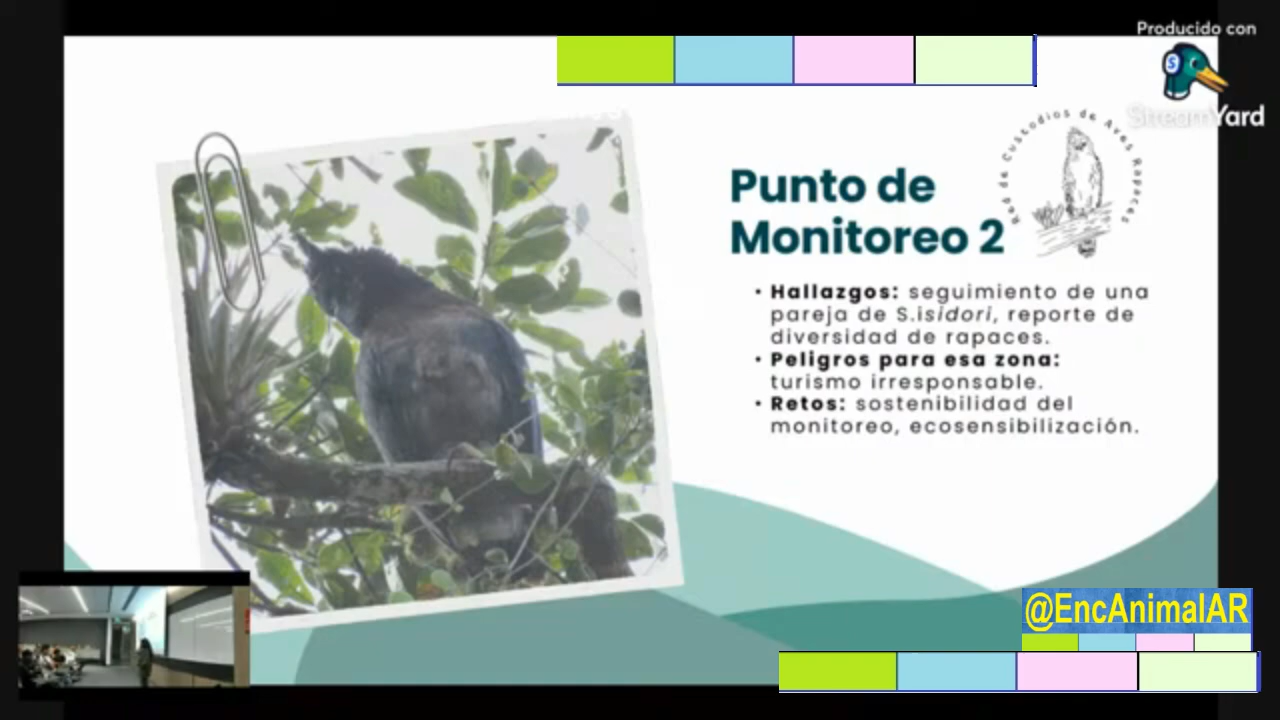 Producido con
StreamYard
Red de Custodios de Aves Rapaces
Punto de
Monitoreo 2
• Hallazgos: seguimiento de una
pareja de S.isidori, reporte de
diversidad de rapaces.
• Peligros para esa zona:
turismo irresponsable.
• Retos: sostenibilidad del
monitoreo, ecosensibilización.
@EncAnimalAR